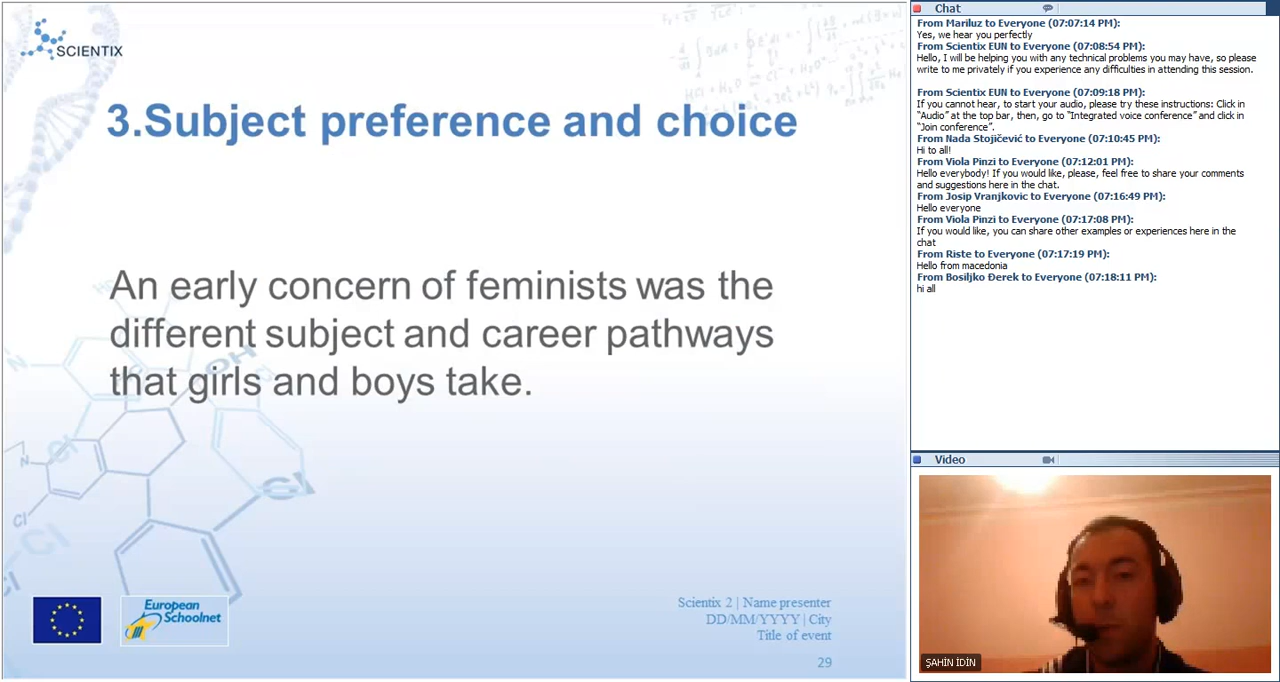 SCIENTIX
3.Subject preference and choice
An early concern of feminists was the
different subject and career pathways
that girls and boys take.
European
Schoolnet
Scientix 2 | Name presenter
DD/MM/YYYY | City
Title of event
29
Chat
From Mariluz to Everyone (07:07:14 PM):
Yes, we hear you perfectly
From Scientix EUN to Everyone (07:08:54 PM):
Hello, I will be helping you with any technical problems you may have, so please
write to me privately if you experience any difficulties in attending this session.
From Scientix EUN to Everyone (07:09:18 PM):
If you cannot hear, to start your audio, please try these instructions: Click in
"Audio" at the top bar, then, go to "Integrated voice conference" and click in
"Join conference".
From Nada Stojičević to Everyone (07:10:45 PM):
Hi to all!
From Viola Pinzi to Everyone (07:12:01 PM):
Hello everybody! If you would like, please, feel free to share your comments
and suggestions here in the chat.
From Josip Vranjkovic to Everyone (07:16:49 PM):
Hello everyone
From Viola Pinzi to Everyone (07:17:08 PM):
If you would like, you can share other examples or experiences here in the
chat
From Riste to Everyone (07:17:19 PM):
Hello from macedonia
From Bosiljko Đerek to Everyone (07:18:11 PM):
hi all
Video
ŞAHİN İDİN